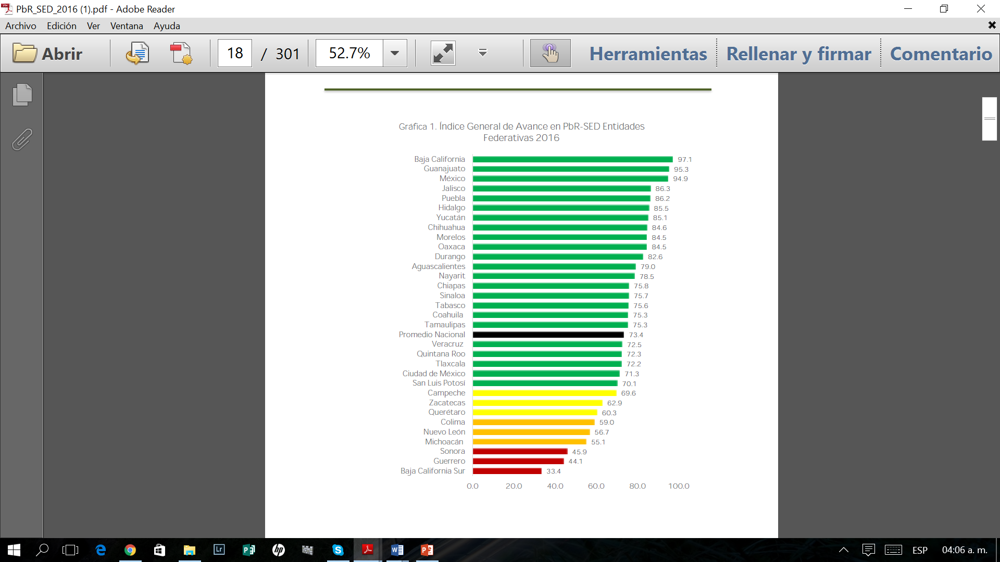 PbR_SED_2016 (1).pdf - Adobe Reader
Archivo Edición Ver Ventana Ayuda
Abrir 18 / 301 52.7% Herramientas Rellenar y firmar Comentario
Gráfica 1. Índice General de Avance en PbR-SED Entidades
Federativas 2016
Baja California 97.1
Guanajuato 95.3
México 94.9
Jalisco 86.3
Puebla 86.2
Hidalgo 85.5
Yucatán 85.1
Chihuahua 84.6
Morelos 84.5
Oaxaca 84.5
Durango 82.6
Aguascalientes 79.0
Nayarit 78.5
Chiapas 75.8
Sinaloa 75.7
Tabasco 75.6
Coahuila 75.3
Tamaulipas 75.3
Promedio Nacional 73.4
Veracruz 72.5
Quintana Roo 72.3
Tlaxcala 72.2
Ciudad de México 71.3
San Luis Potosí 70.1
Campeche 69.6
Zacatecas 62.9
Querétaro 60.3
Colima 59.0
Nuevo León 56.7
Michoacán 55.1
Sonora 45.9
Guerrero 44.1
Baja California Sur 33.4
0.0 20.0 40.0 60.0 80.0 100.0
Lr hp ESP 04:06 a. m.